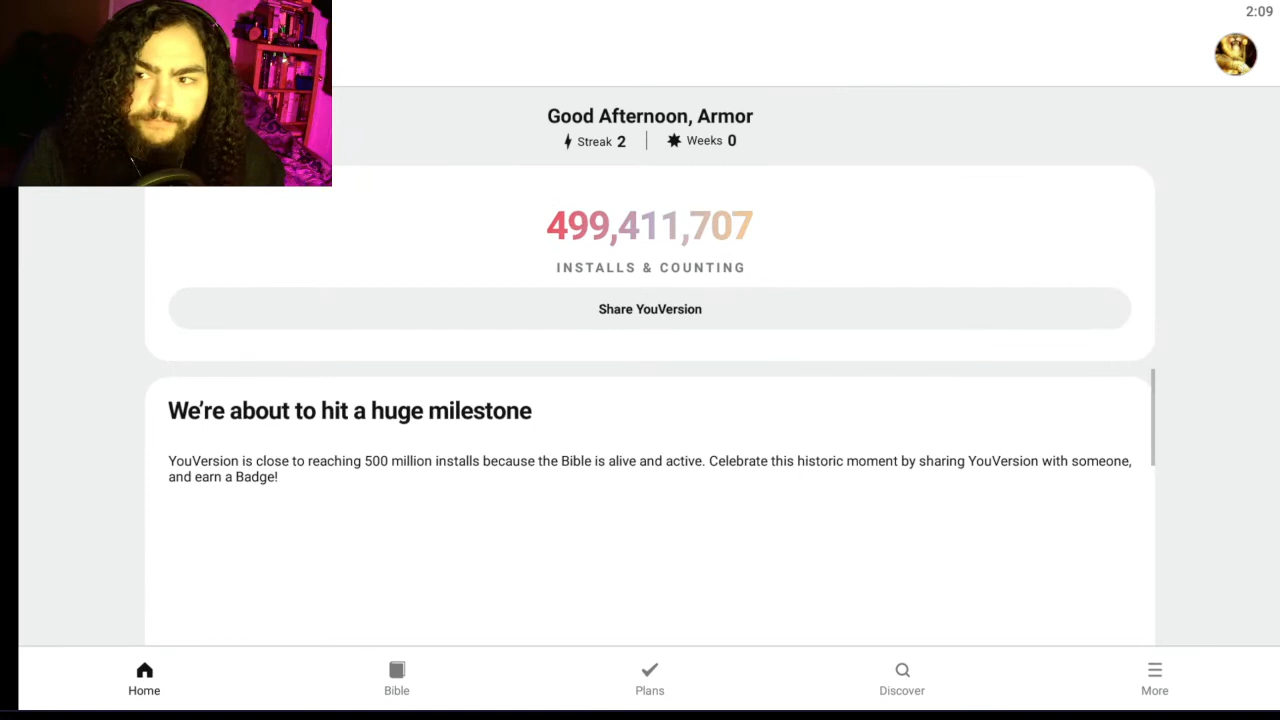 2:09
Good Afternoon, Armor
Streak 2 | Weeks 0
499,411,707
INSTALLS & COUNTING
Share YouVersion
We're about to hit a huge milestone
YouVersion is close to reaching 500 million installs because the Bible is alive and active. Celebrate this historic moment by sharing YouVersion with someone,
and earn a Badge!
Home
Bible
Plans
Discover
More